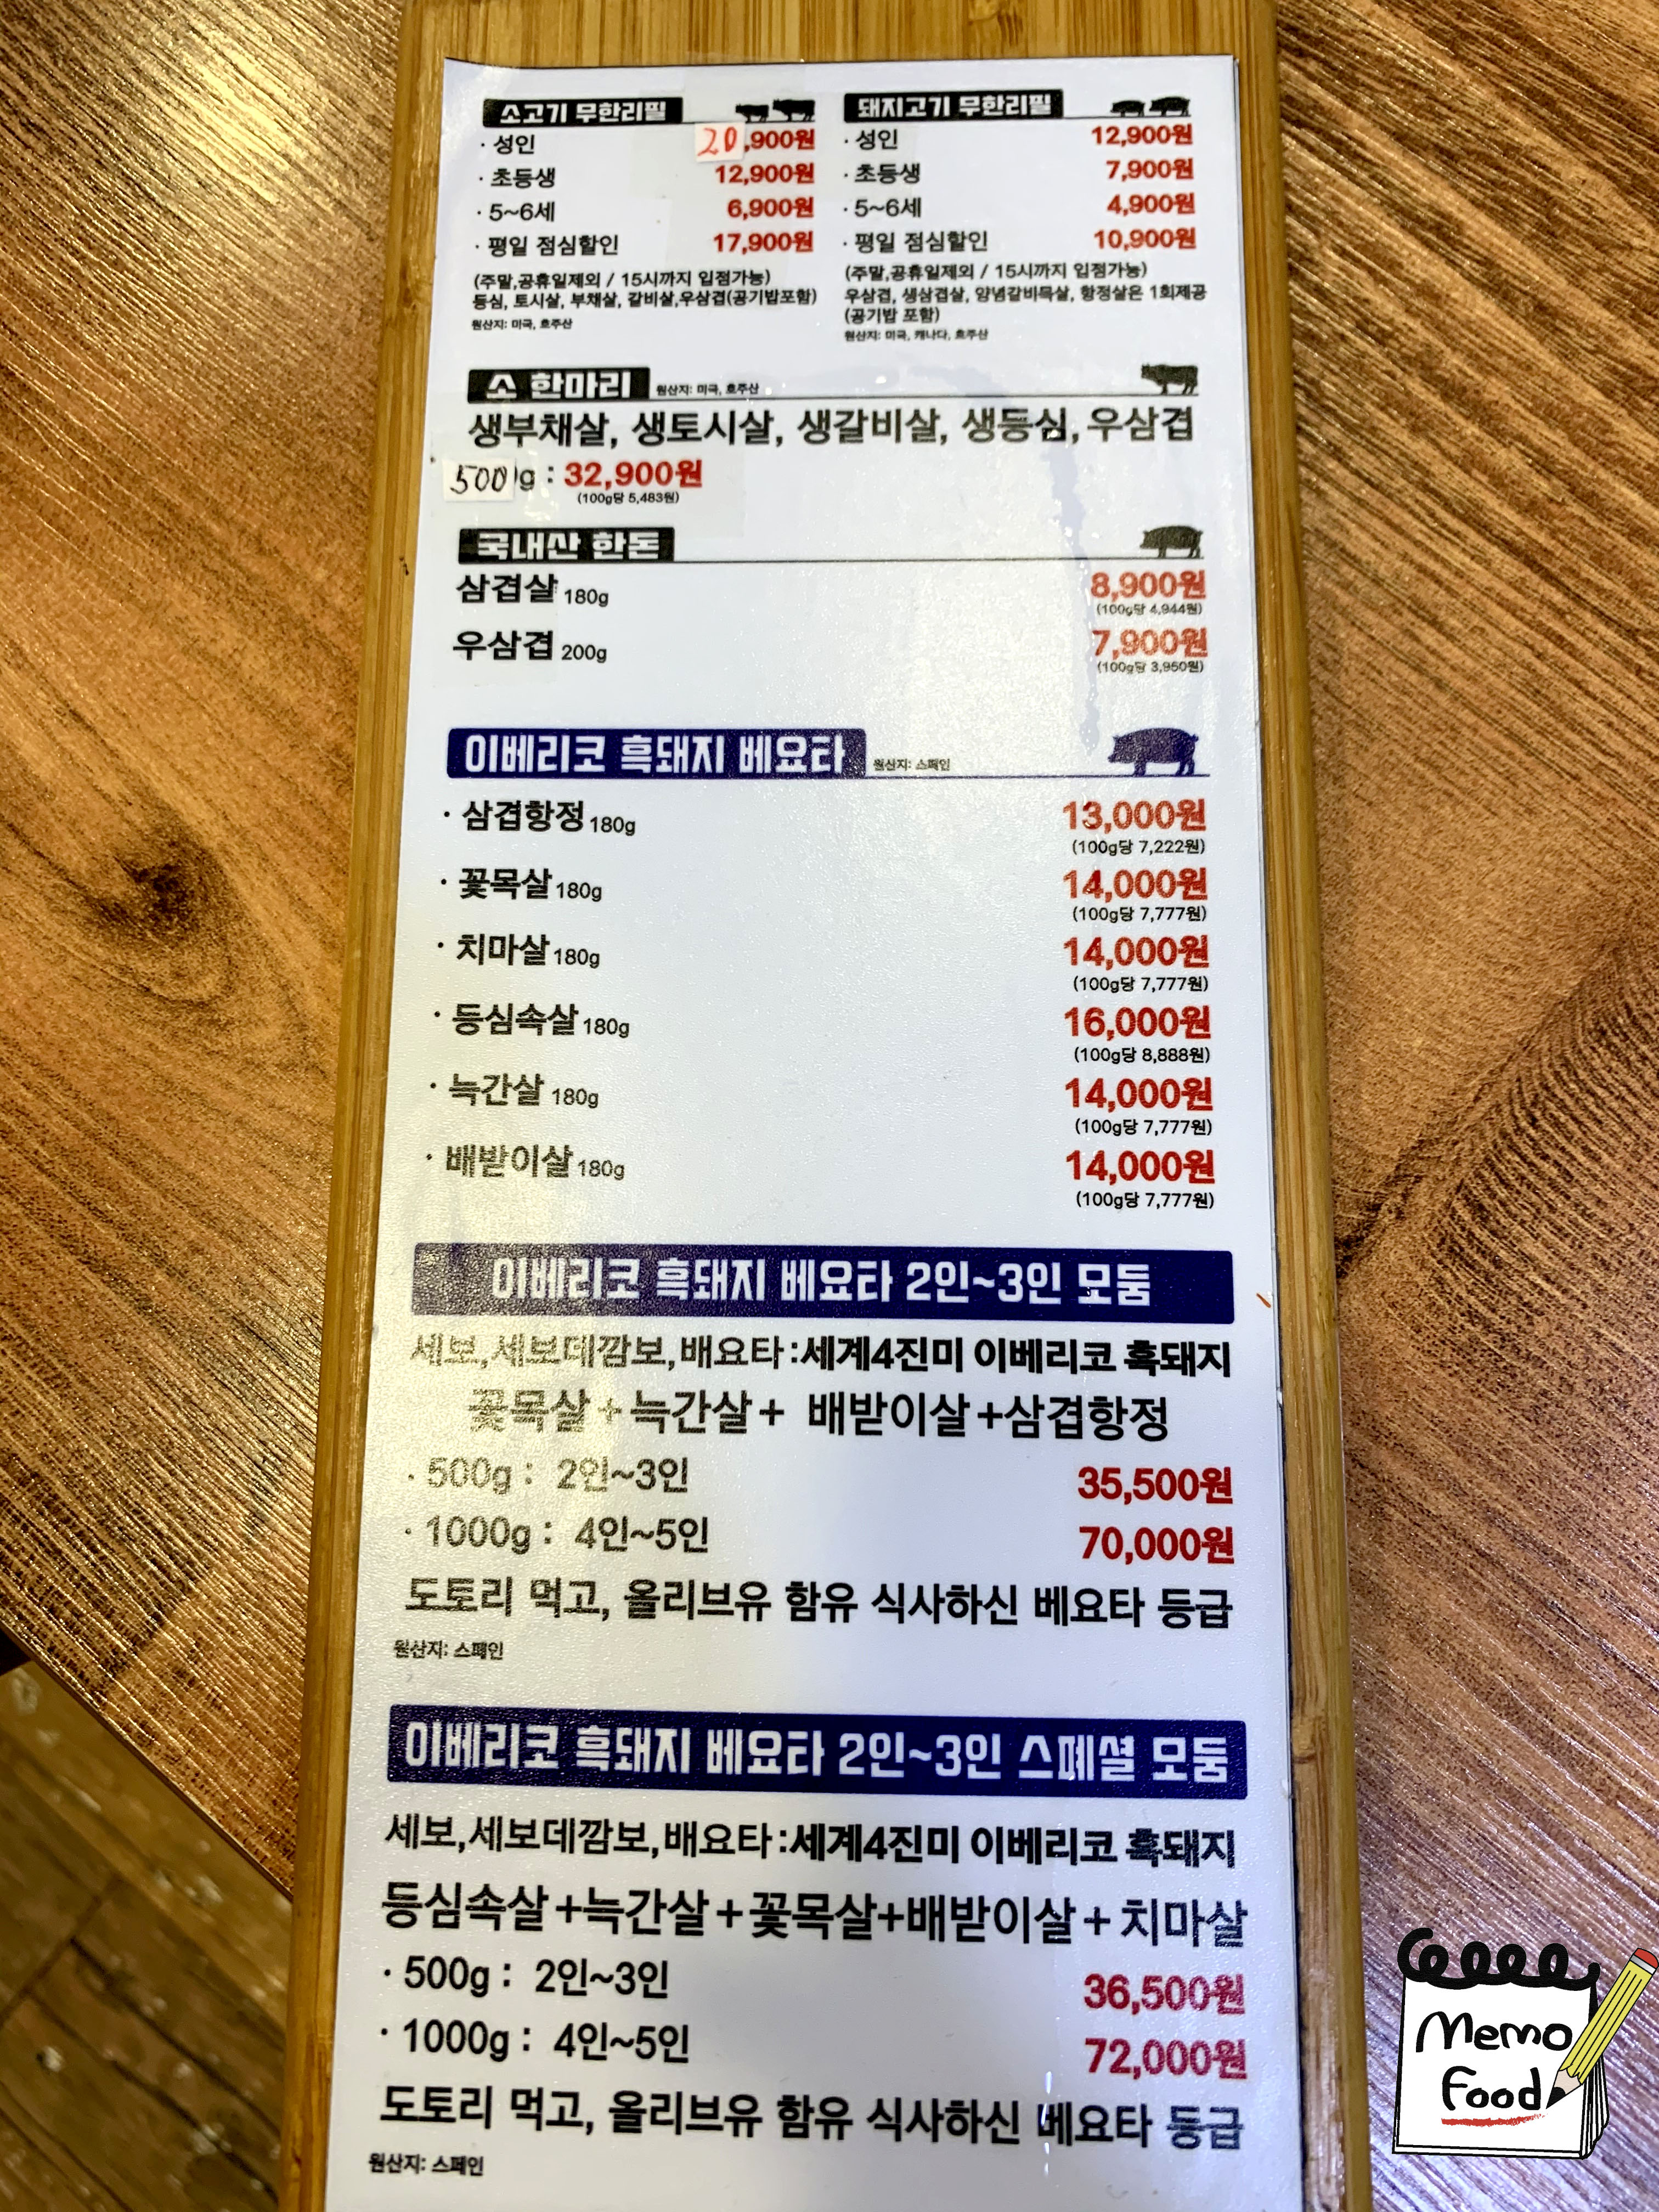 소고기 무한리필
· 성인 20,900원
· 초등생 12,900원
· 5~6세 6,900원
· 평일 점심할인 17,900원
(주말,공휴일제외 / 15시까지 입점가능)
등심, 토시살, 부채살, 갈비살,우삼겹(공기밥포함)
원산지: 미국, 호주산
돼지고기 무한리필
· 성인 12,900원
· 초등생 7,900원
· 5~6세 4,900원
· 평일 점심할인 10,900원
(주말,공휴일제외 / 15시까지 입점가능)
우삼겹, 생삼겹살, 양념갈비목살, 항정살은 1회제공
(공기밥 포함)
원산지: 미국, 캐나다, 호주산
소 한마리 원산지: 미국, 호주산
생부채살, 생토시살, 생갈비살, 생등심, 우삼겹
500g : 32,900원
(100g당 5,483원)
국내산 한돈
삼겹살 180g 8,900원
(100g당 4,944원)
우삼겹 200g 7,900원
(100g당 3,950원)
이베리코 흑돼지 베요타 원산지: 스페인
· 삼겹항정 180g 13,000원
(100g당 7,222원)
· 꽃목살 180g 14,000원
(100g당 7,777원)
· 치마살 180g 14,000원
(100g당 7,777원)
· 등심속살 180g 16,000원
(100g당 8,888원)
· 늑간살 180g 14,000원
(100g당 7,777원)
· 배받이살 180g 14,000원
(100g당 7,777원)
이베리코 흑돼지 베요타 2인~3인 모둠
세보,세보데깜보,배요타:세계4진미 이베리코 흑돼지
꽃목살+늑간살+ 배받이살+삼겹항정
· 500g : 2인~3인 35,500원
· 1000g : 4인~5인 70,000원
도토리 먹고, 올리브유 함유 식사하신 베요타 등급
원산지: 스페인
이베리코 흑돼지 베요타 2인~3인 스페셜 모둠
세보,세보데깜보,배요타:세계4진미 이베리코 흑돼지
등심속살+늑간살+꽃목살+배받이살+치마살
· 500g : 2인~3인 36,500원
· 1000g : 4인~5인 72,000원
도토리 먹고, 올리브유 함유 식사하신 베요타 등급
원산지: 스페인
Memo
Food